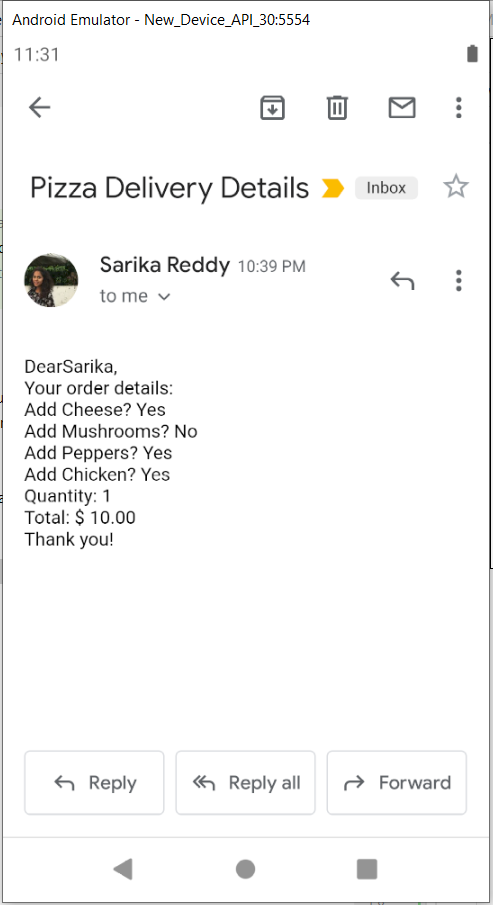 Android Emulator - New_Device_API_30:5554
11:31
Pizza Delivery Details Inbox
Sarika Reddy 10:39 PM
to me
DearSarika,
Your order details:
Add Cheese? Yes
Add Mushrooms? No
Add Peppers? Yes
Add Chicken? Yes
Quantity: 1
Total: $ 10.00
Thank you!
Reply Reply all Forward